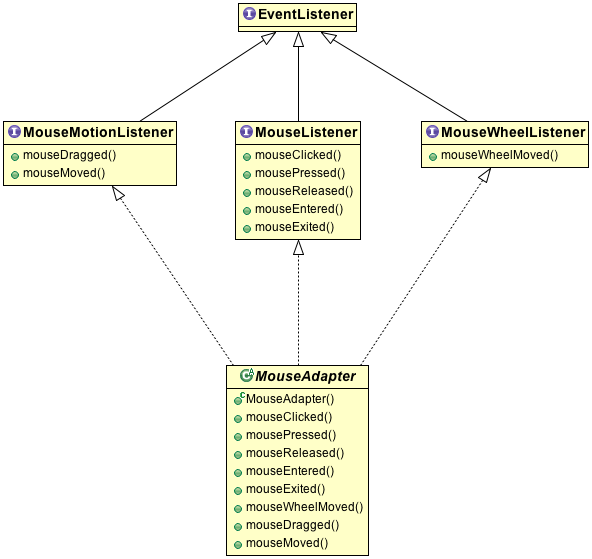 EventListener
MouseMotionListener
mouseDragged()
mouseMoved()
MouseListener
mouseClicked()
mousePressed()
mouseReleased()
mouseEntered()
mouseExited()
MouseWheelListener
mouseWheelMoved()
MouseAdapter
MouseAdapter()
mouseClicked()
mousePressed()
mouseReleased()
mouseEntered()
mouseExited()
mouseWheelMoved()
mouseDragged()
mouseMoved()